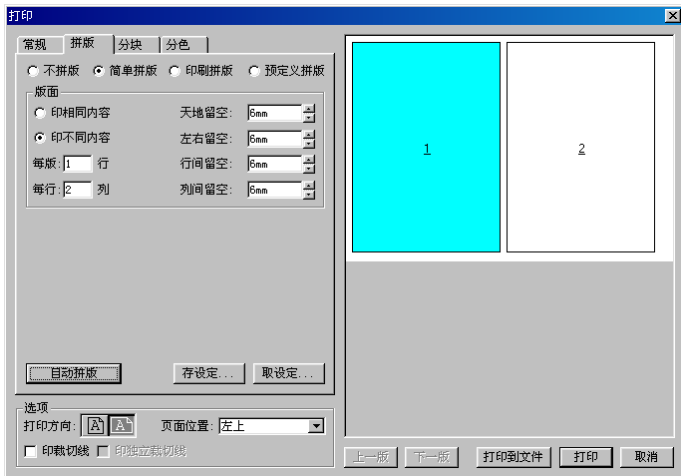 打印
常规 拼版 分块 分色
不拼版 简单拼版 印刷拼版 预定义拼版
版面
印相同内容 天地留空: 6mm
印不同内容 左右留空: 6mm
每版: 1 行 行间留空: 6mm
每行: 2 列 列间留空: 6mm
1 2
自动拼版 存设定... 取设定...
选项
打印方向: A A 页面位置: 左上
印裁切线 印独立裁切线
上一版 下一版 打印到文件 打印 取消